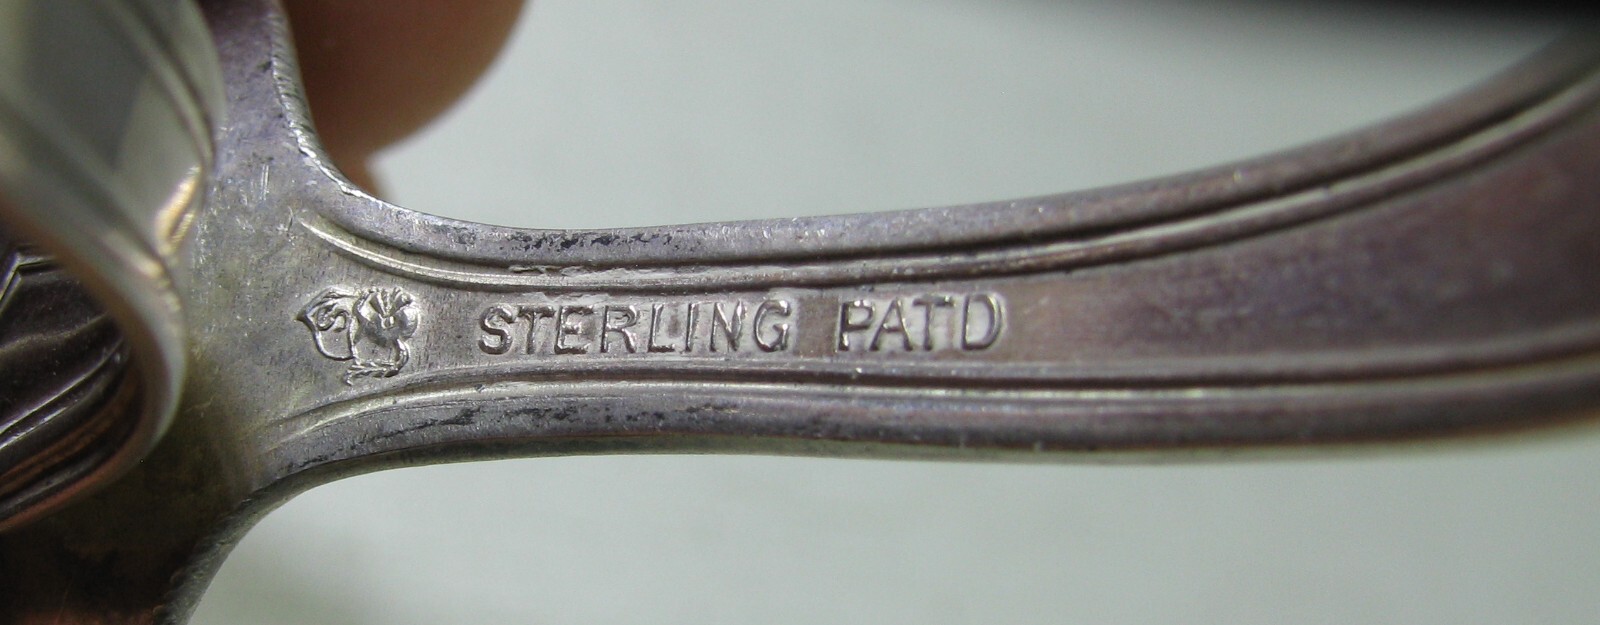 S STERLING PATD